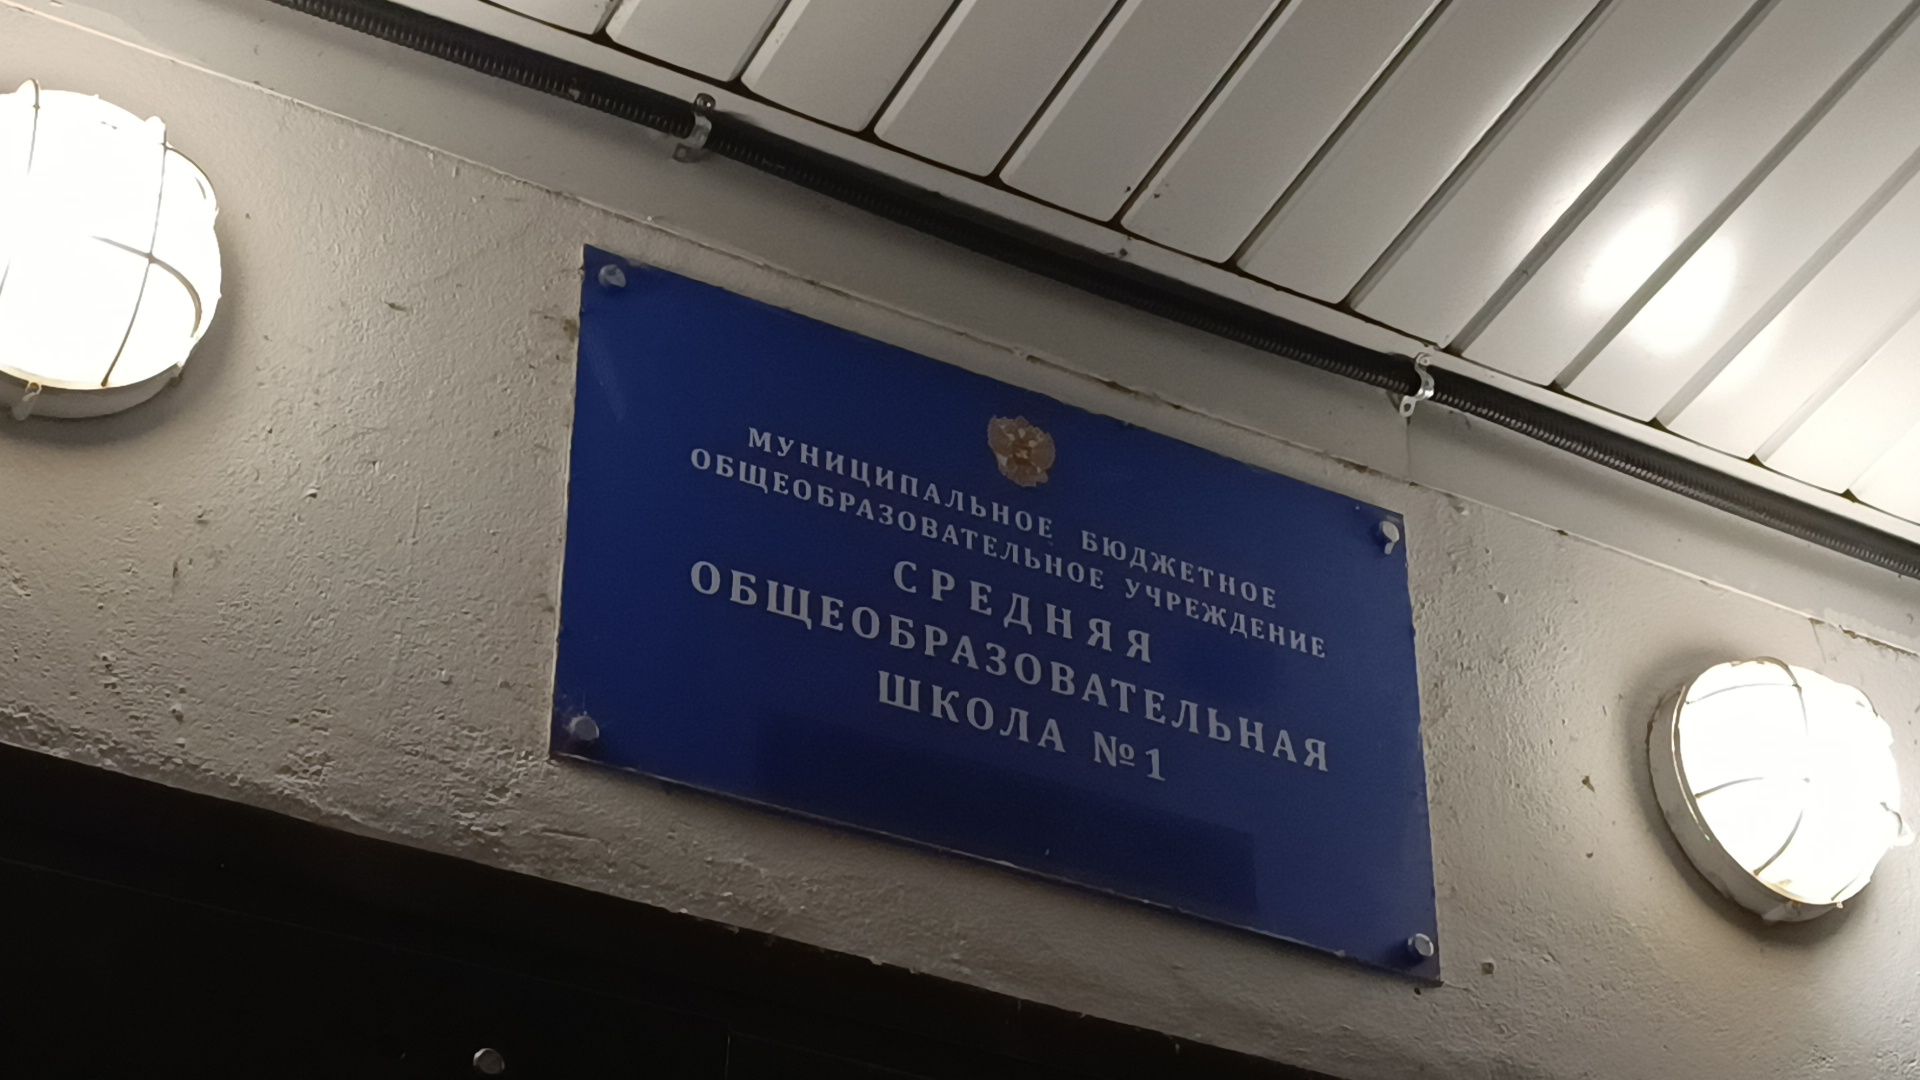 МУНИЦИПАЛЬНОЕ БЮДЖЕТНОЕ
ОБЩЕОБРАЗОВАТЕЛЬНОЕ УЧРЕЖДЕНИЕ
СРЕДНЯЯ
ОБЩЕОБРАЗОВАТЕЛЬНАЯ
ШКОЛА №1